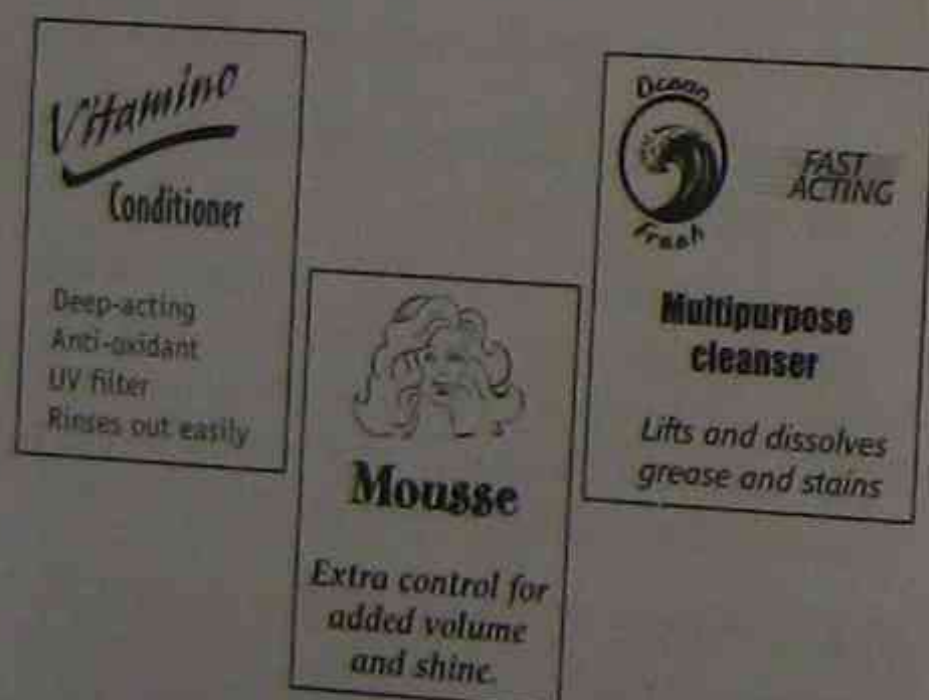 Vitamino
Conditioner
Deep-acting
Anti-oxidant
UV filter
Rinses out easily
Mousse
Extra control for
added volume
and shine.
Ocean
Fresh
FAST
ACTING
Multipurpose
cleanser
Lifts and dissolves
grease and stains